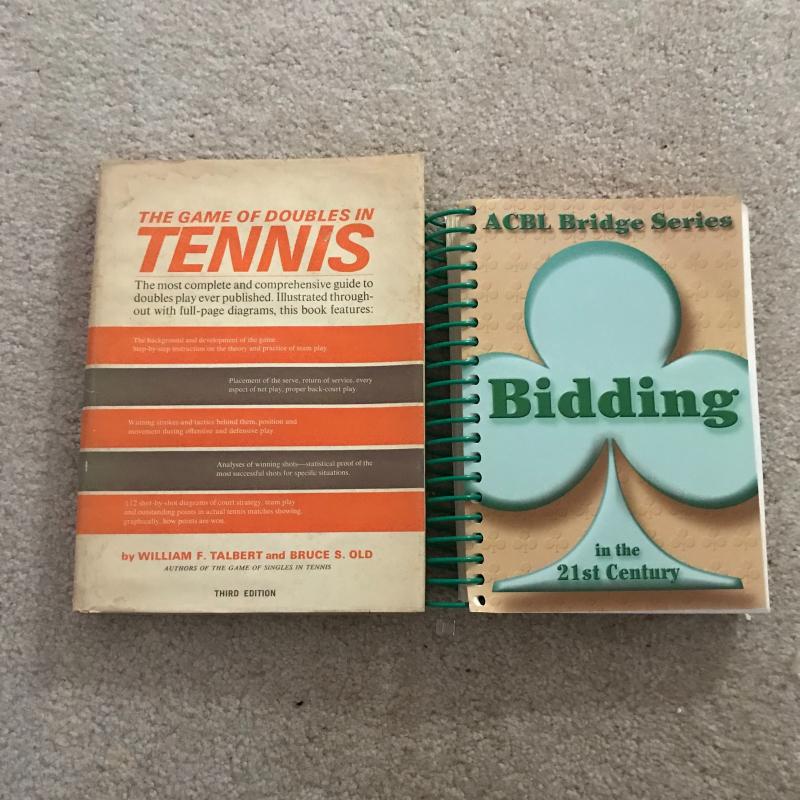 THE GAME OF DOUBLES IN
TENNIS
The most complete and comprehensive guide to
doubles play ever published. Illustrated through-
out with full-page diagrams, this book features:
The background and development of the game.
Step-by-step instruction on the theory and practice of team play.
Placement of the serve, return of service, every
aspect of net play, proper back-court play.
Winning strokes and tactics behind them, position and
movement during offensive and defensive play.
Analyses of winning shots—statistical proof of the
most successful shots for specific situations.
112 shot-by-shot diagrams of court strategy, team play
and outstanding points in actual tennis matches showing,
graphically, how points are won.
by WILLIAM F. TALBERT and BRUCE S. OLD
AUTHORS OF THE GAME OF SINGLES IN TENNIS
THIRD EDITION
ACBL Bridge Series
Bidding
in the
21st Century